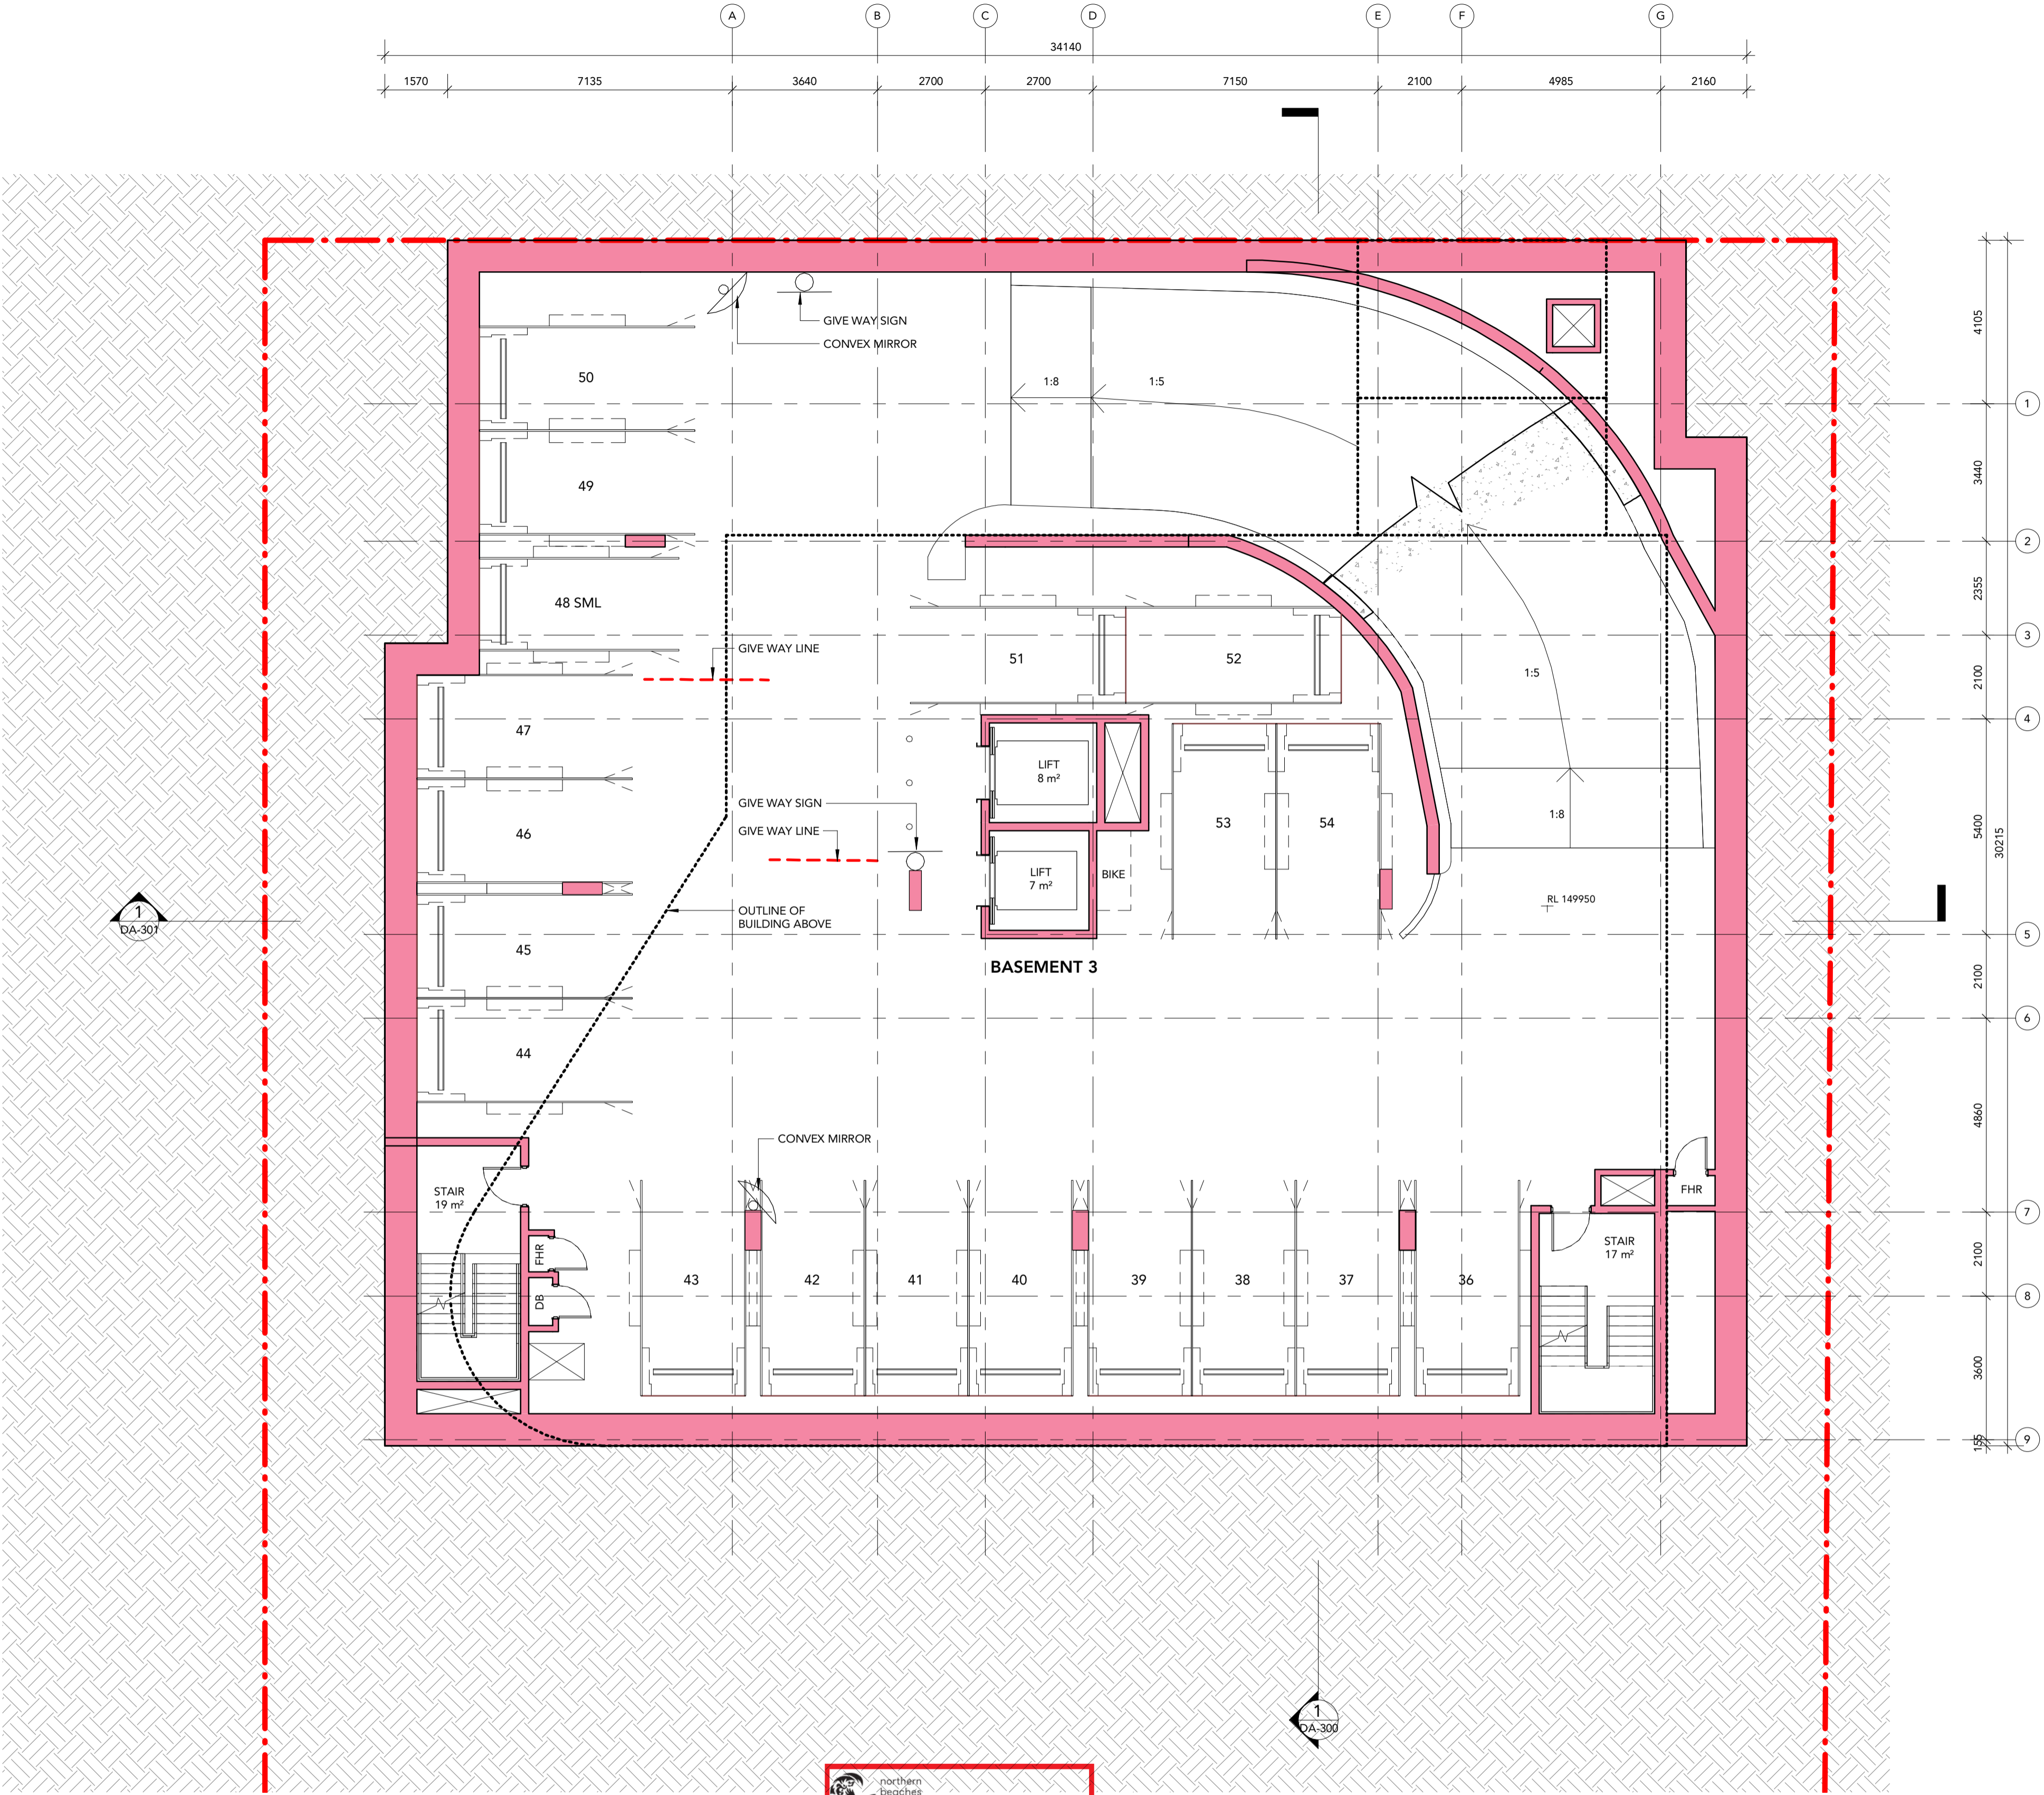 A B C D E F G
34140
1570 7135 3640 2700 2700 7150 2100 4985 2160
GIVE WAY SIGN
CONVEX MIRROR
4105
50
1:8 1:5
1
49
3440
2
48 SML
2355
GIVE WAY LINE
3
51 52
1:5
2100
47
4
LIFT
8 m²
GIVE WAY SIGN
1:8
46
53 54
5400
30215
GIVE WAY LINE
LIFT
7 m²
BIKE
RL 149950
1
DA-301
OUTLINE OF
BUILDING ABOVE
5
45
BASEMENT 3
2100
6
44
4860
CONVEX MIRROR
STAIR
19 m²
FHR
7
STAIR
17 m²
FHR
2100
43 42 41 40 39 38 37 36
DB
8
3600
9
155
1
DA-300
northern
beaches